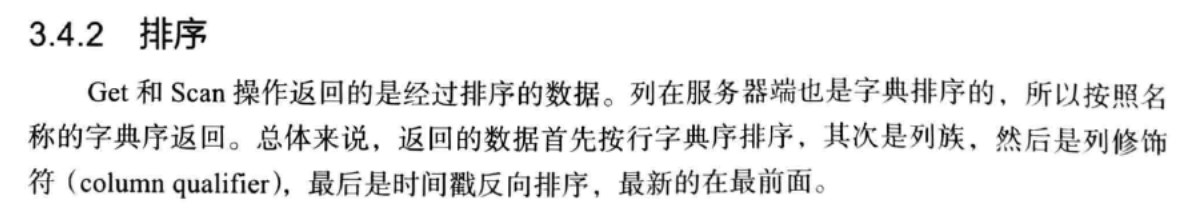 3.4.2 排序
Get 和 Scan 操作返回的是经过排序的数据。列在服务器端也是字典排序的，所以按照名
称的字典序返回。总体来说，返回的数据首先按行字典序排序，其次是列族，然后是列修饰
符（column qualifier），最后是时间戳反向排序，最新的在最前面。